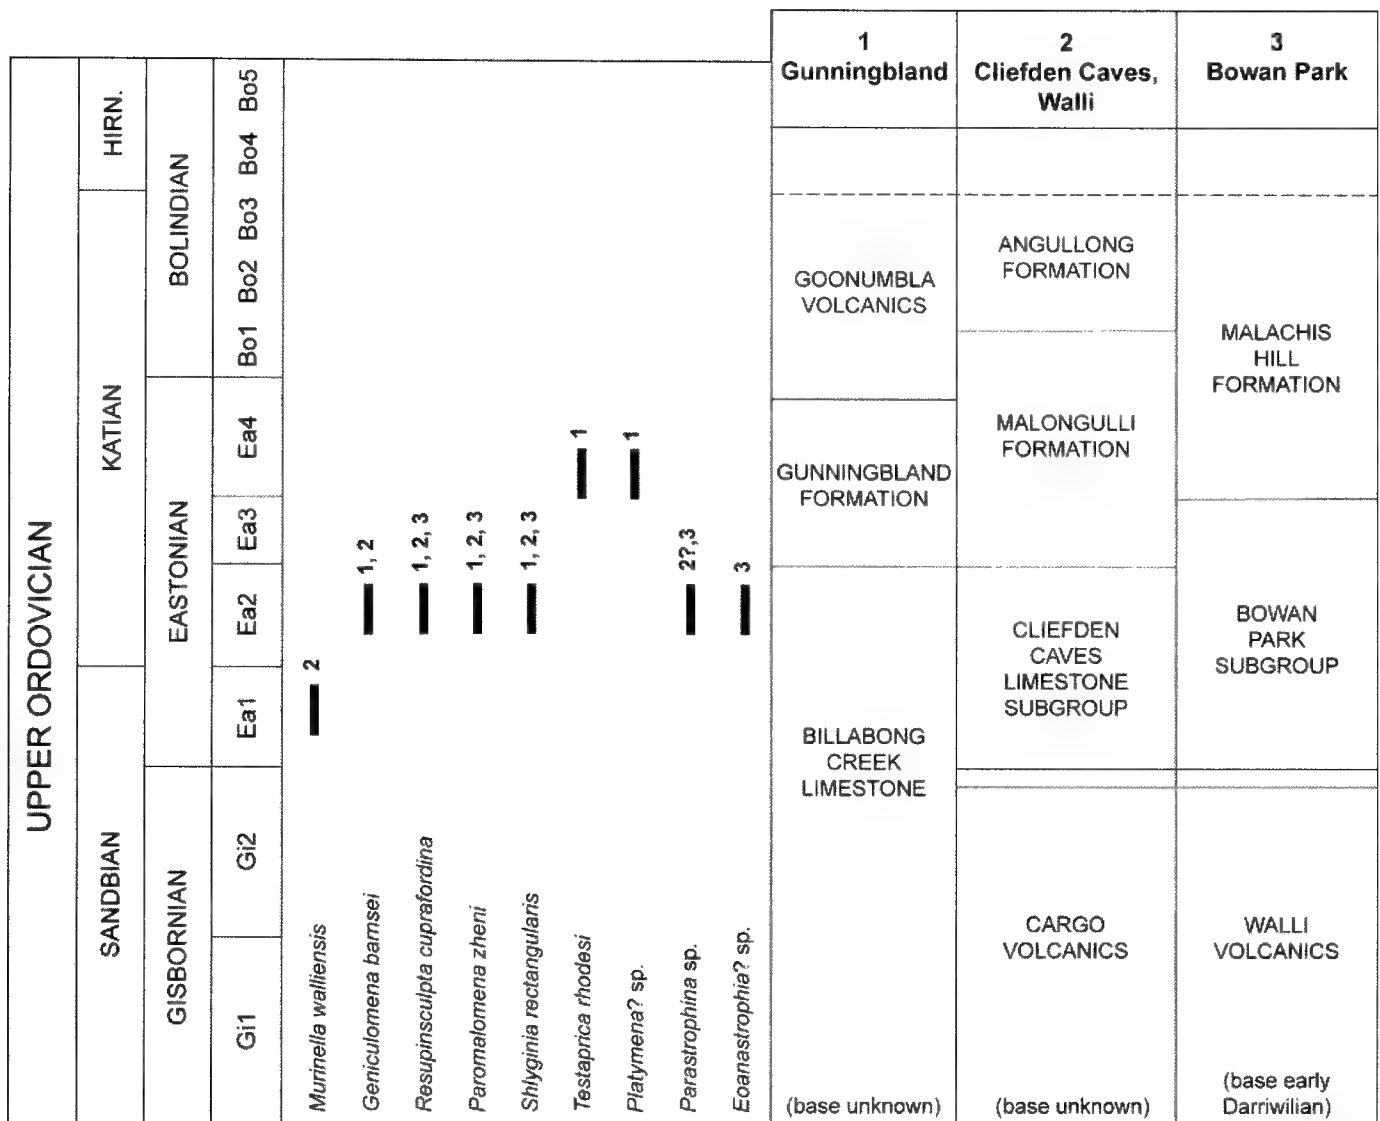 UPPER ORDOVICIAN
HIRN.
KATIAN
SANDBIAN
BOLINDIAN
EASTONIAN
GISBORNIAN
Bo5
Bo4
Bo3
Bo2
Bo1
Ea4
Ea3
Ea2
Ea1
Gi2
Gi1
2
1, 2
1, 2, 3
1, 2, 3
1, 2, 3
1
1
2?,3
3
Murinella walliensis
Geniculomena barnsei
Resupinsculpta cuprafordina
Paromalomena zheni
Shlyginia rectangularis
Testaprica rhodesi
Platymena? sp.
Parastrophina sp.
Eoanastrophia? sp.
1
Gunningbland
GOONUMBLA
VOLCANICS
GUNNINGBLAND
FORMATION
BILLABONG
CREEK
LIMESTONE
(base unknown)
2
Cliefden Caves,
Walli
ANGULLONG
FORMATION
MALONGULLI
FORMATION
CLIEFDEN
CAVES
LIMESTONE
SUBGROUP
CARGO
VOLCANICS
(base unknown)
3
Bowan Park
MALACHIS
HILL
FORMATION
BOWAN
PARK
SUBGROUP
WALLI
VOLCANICS
(base early
Darriwilian)